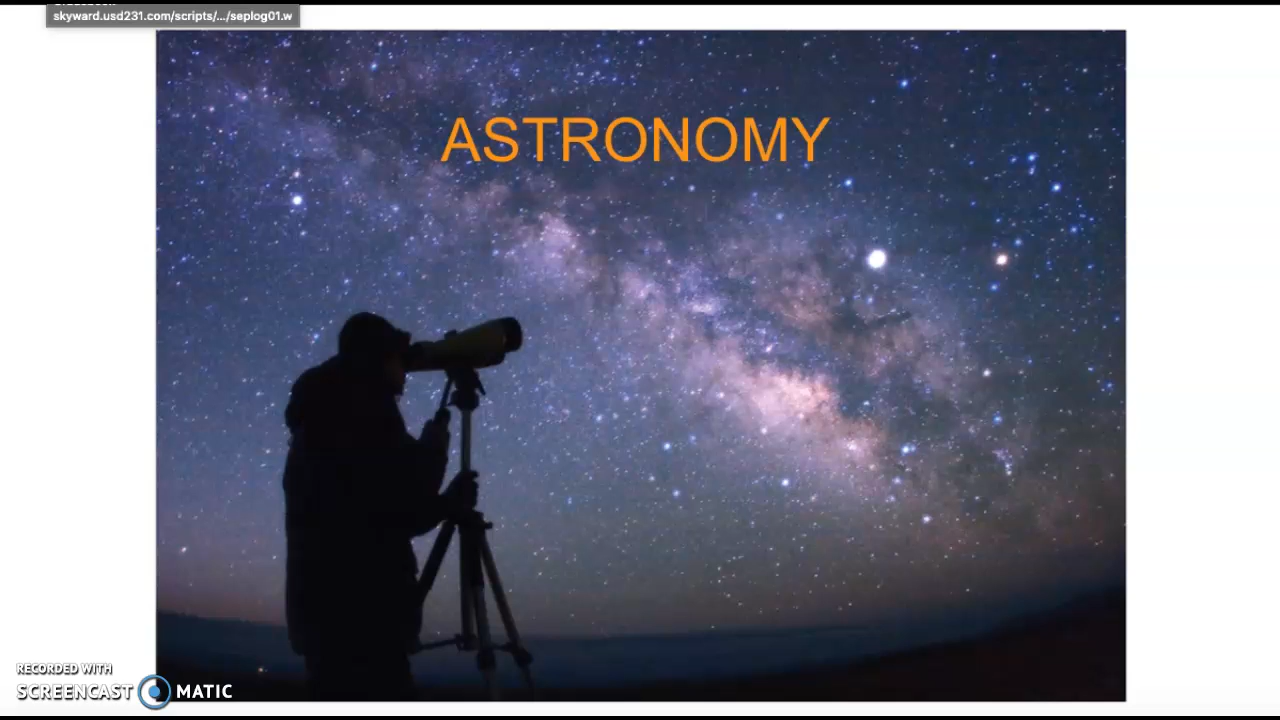 skyward.usd231.com/scripts/.../seplog01.w
ASTRONOMY
RECORDED WITH
SCREENCAST MATIC